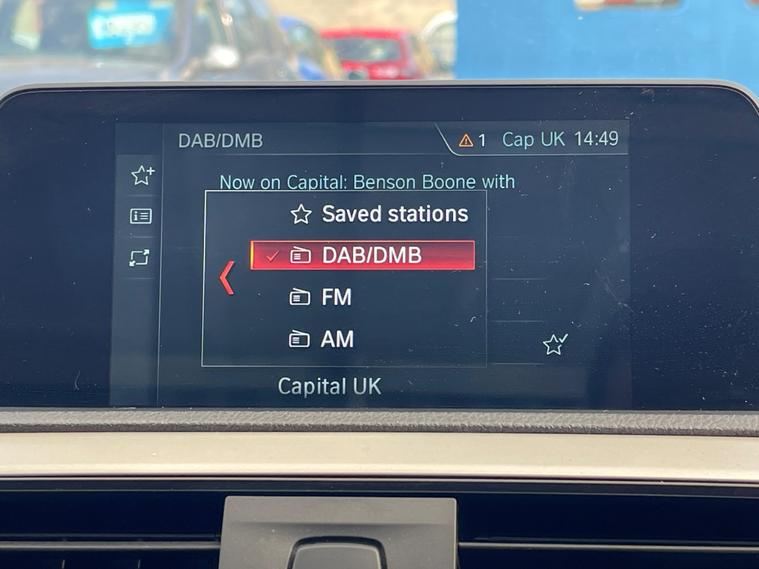 DAB/DMB
1 Cap UK 14:49
Now on Capital: Benson Boone with
Saved stations
DAB/DMB
FM
AM
Capital UK